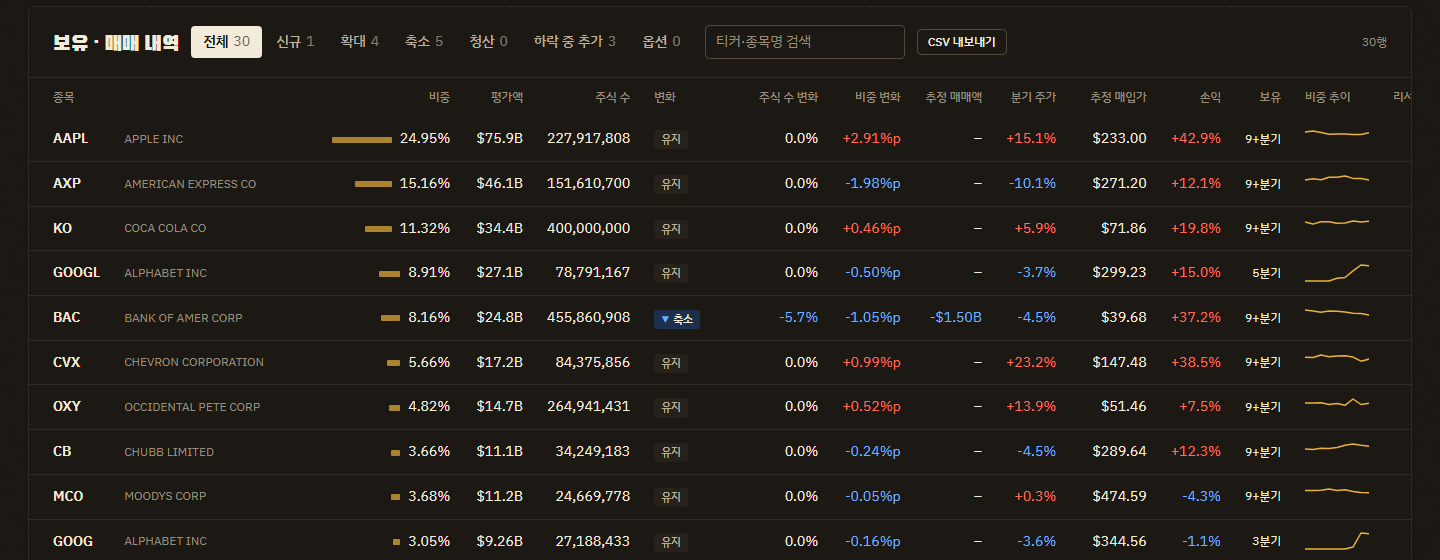 보유 · 매매 내역 전체 30 신규 1 확대 4 축소 5 청산 0 하락 중 추가 3 옵션 0 티커·종목명 검색 CSV 내보내기 30행
종목 비중 평가액 주식 수 변화 주식 수 변화 비중 변화 추정 매매액 분기 주가 추정 매입가 손익 보유 비중 추이
AAPL APPLE INC 24.95% $75.9B 227,917,808 유지 0.0% +2.91%p – +15.1% $233.00 +42.9% 9+분기
AXP AMERICAN EXPRESS CO 15.16% $46.1B 151,610,700 유지 0.0% -1.98%p – -10.1% $271.20 +12.1% 9+분기
KO COCA COLA CO 11.32% $34.4B 400,000,000 유지 0.0% +0.46%p – +5.9% $71.86 +19.8% 9+분기
GOOGL ALPHABET INC 8.91% $27.1B 78,791,167 유지 0.0% -0.50%p – -3.7% $299.23 +15.0% 5분기
BAC BANK OF AMER CORP 8.16% $24.8B 455,860,908 ▼ 축소 -5.7% -1.05%p -$1.50B -4.5% $39.68 +37.2% 9+분기
CVX CHEVRON CORPORATION 5.66% $17.2B 84,375,856 유지 0.0% +0.99%p – +23.2% $147.48 +38.5% 9+분기
OXY OCCIDENTAL PETE CORP 4.82% $14.7B 264,941,431 유지 0.0% +0.52%p – +13.9% $51.46 +7.5% 9+분기
CB CHUBB LIMITED 3.66% $11.1B 34,249,183 유지 0.0% -0.24%p – -4.5% $289.64 +12.3% 9+분기
MCO MOODYS CORP 3.68% $11.2B 24,669,778 유지 0.0% -0.05%p – +0.3% $474.59 -4.3% 9+분기
GOOG ALPHABET INC 3.05% $9.26B 27,188,433 유지 0.0% -0.16%p – -3.6% $344.56 -1.1% 3분기